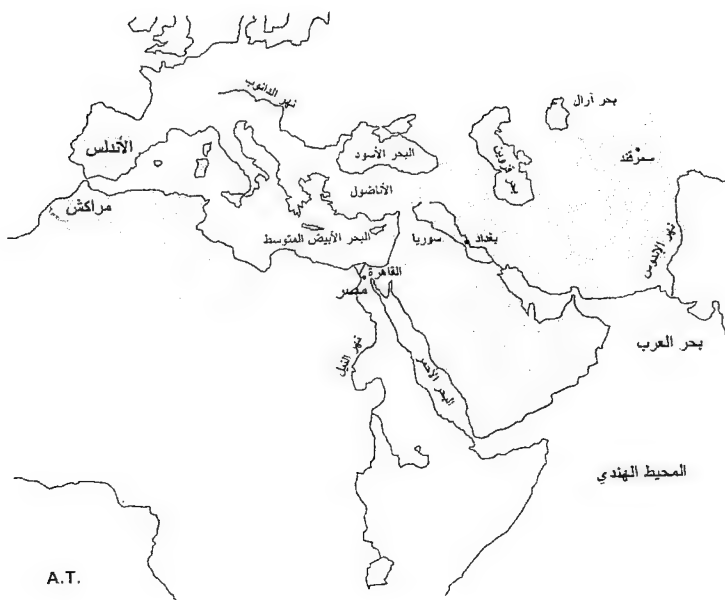 بحر آرال
نهر الدانوب
سمرقند
الأندلس
البحر الأسود
بحر قزوين
الأناضول
مراكش
البحر الأبيض المتوسط
سوريا
بغداد
نهر الإندوس
القاهرة
مصر
بحر العرب
نهر النيل
البحر الأحمر
المحيط الهندي
A.T.